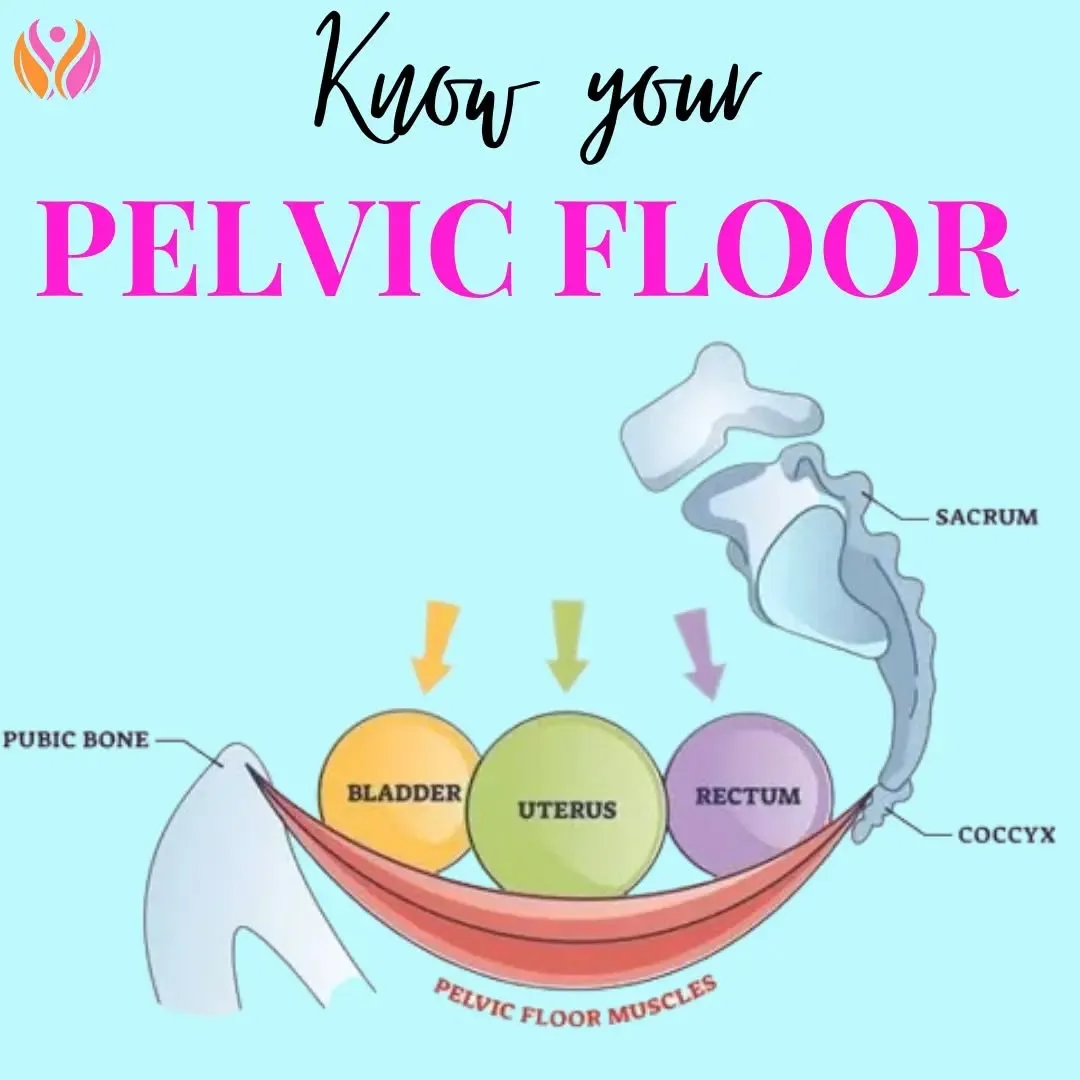 Know your
PELVIC FLOOR
SACRUM
PUBIC BONE
BLADDER
UTERUS
RECTUM
COCCYX
PELVIC FLOOR MUSCLES